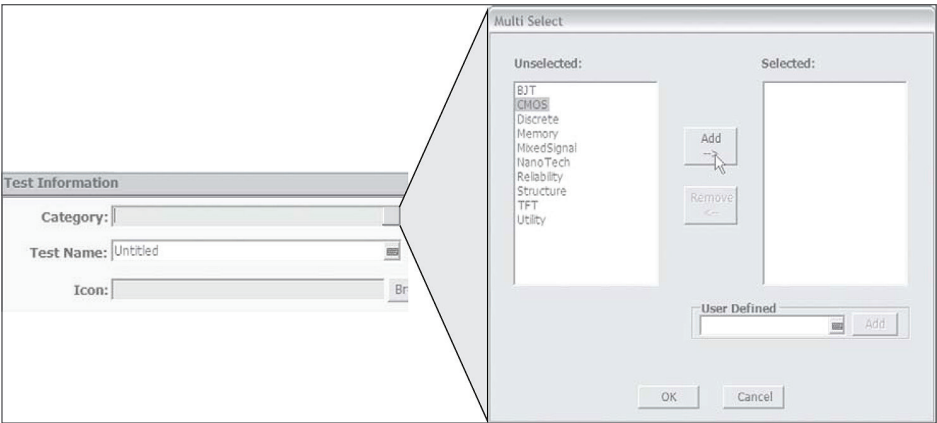 Test Information
Category:
Test Name: Untitled
Icon:
Br
Multi Select
Unselected:
BJT
CMOS
Discrete
Memory
MixedSignal
NanoTech
Reliability
Structure
TFT
Utility
Add
-->
Remove
<--
Selected:
User Defined
Add
OK
Cancel